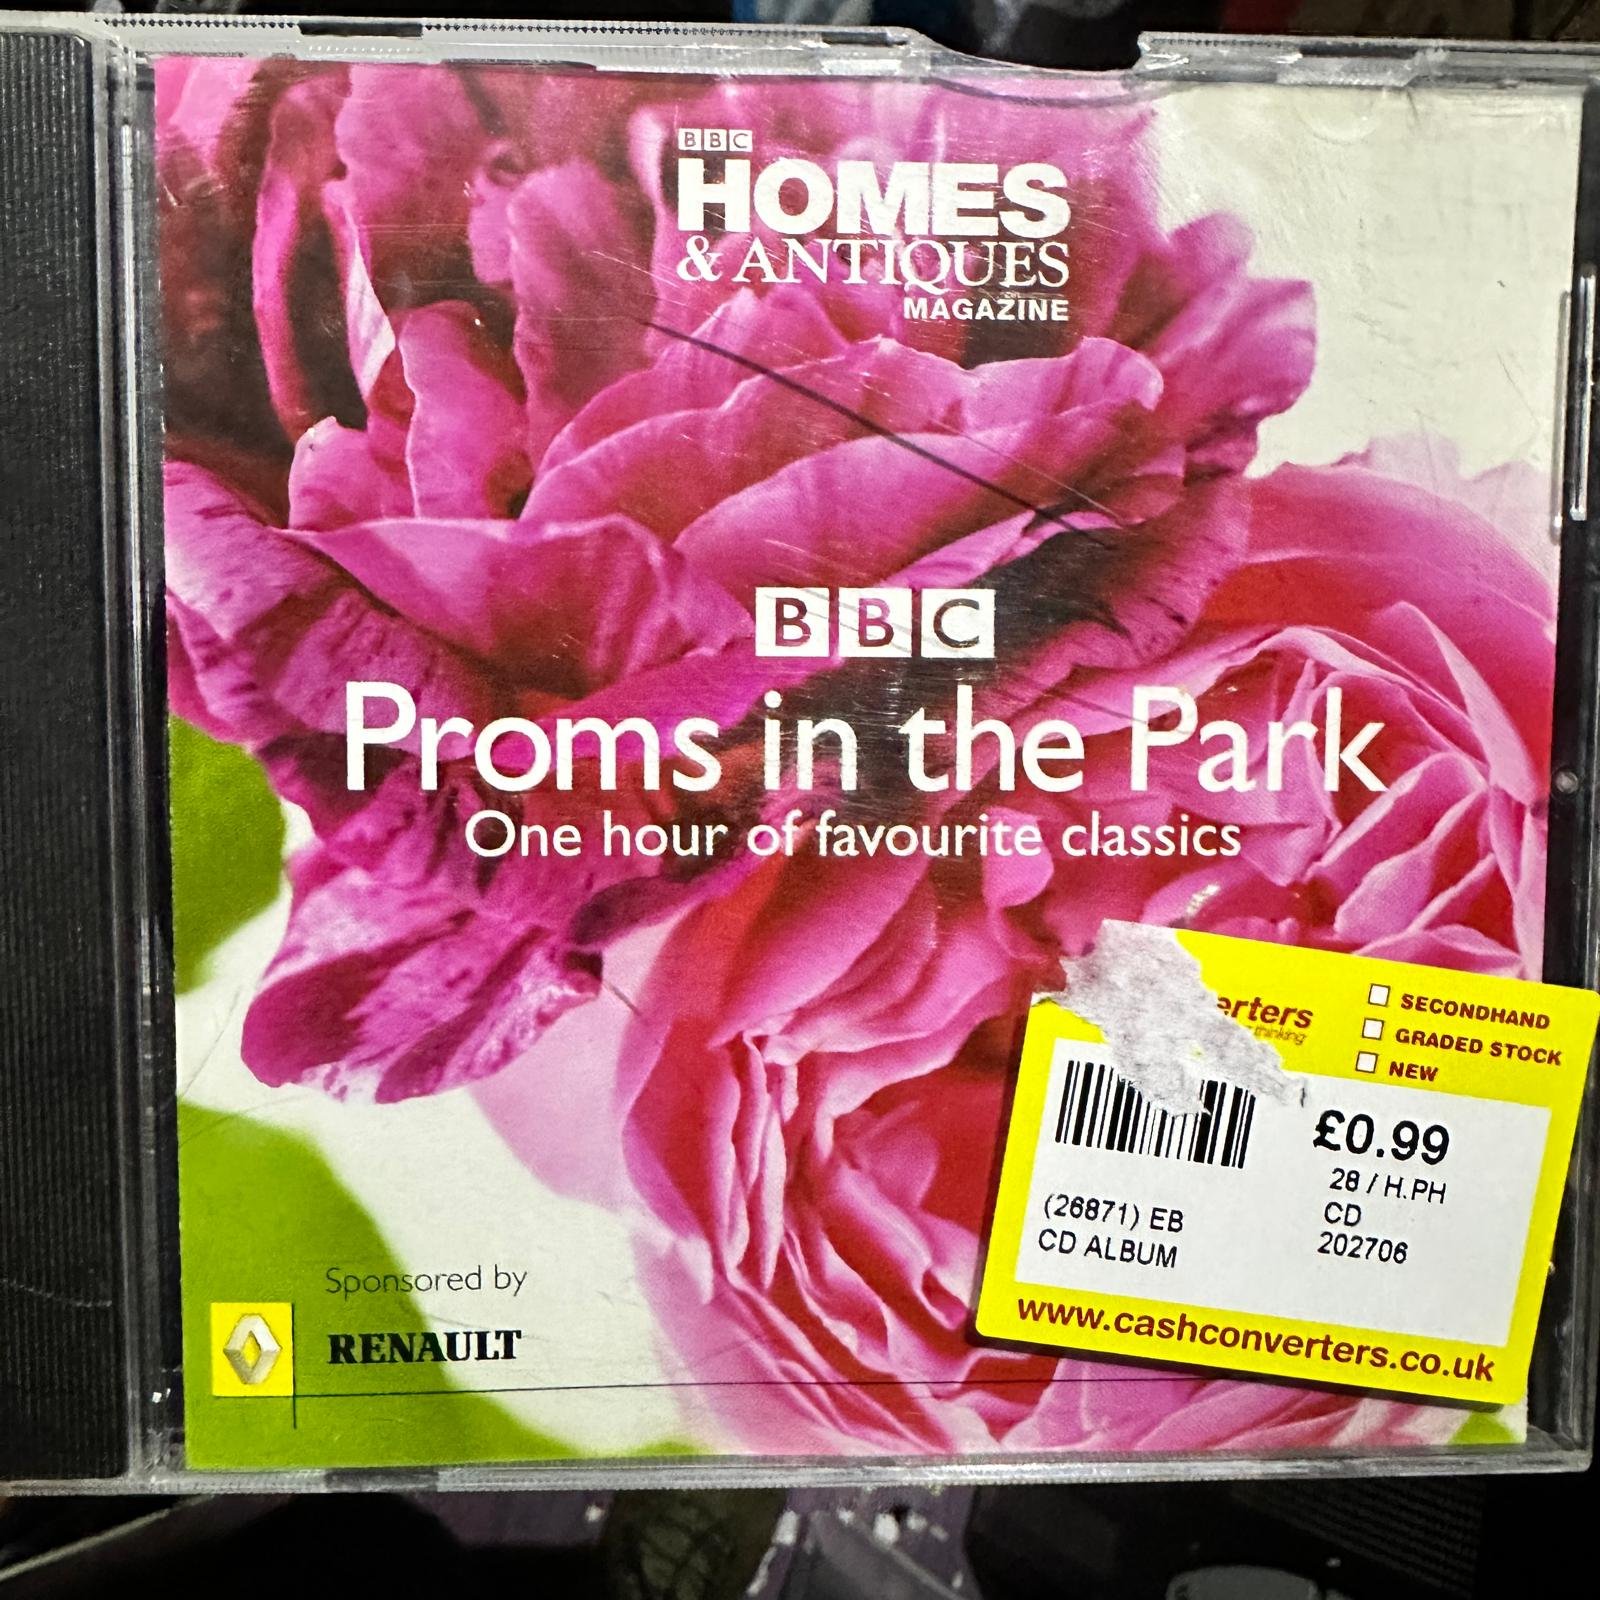 BBC
HOMES
& ANTIQUES
MAGAZINE
BBC
Proms in the Park
One hour of favourite classics
Sponsored by
RENAULT
erters
thinking
SECONDHAND
GRADED STOCK
NEW
£0.99
28 / H.PH
CD
202706
(26871) EB
CD ALBUM
www.cashconverters.co.uk